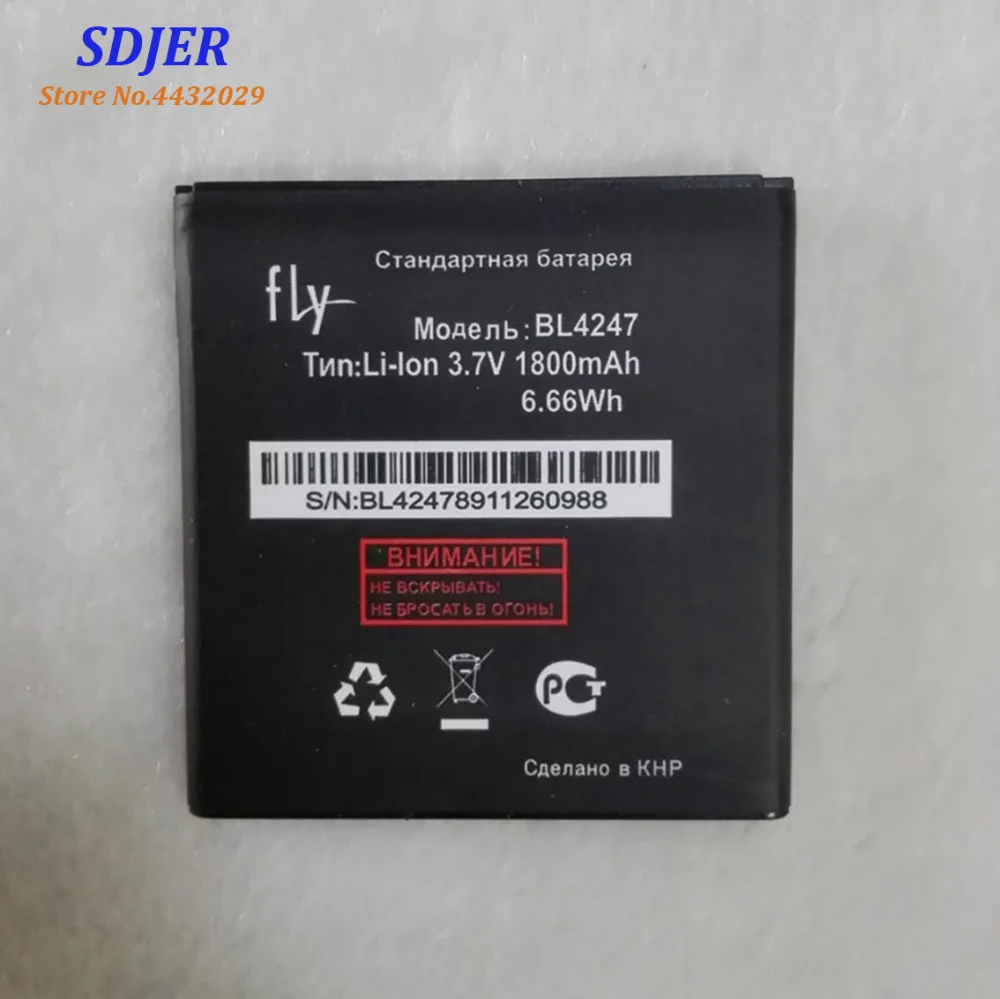 SDJER
Store No.4432029
Стандартная батарея
fly
Модель: BL4247
Тип:Li-Ion 3.7V 1800mAh
6.66Wh
S/N:BL42478911260988
ВНИМАНИЕ!
НЕ ВСКРЫВАТЬ!
НЕ БРОСАТЬ В ОГОНЬ!
РСТ
Сделано в КНР